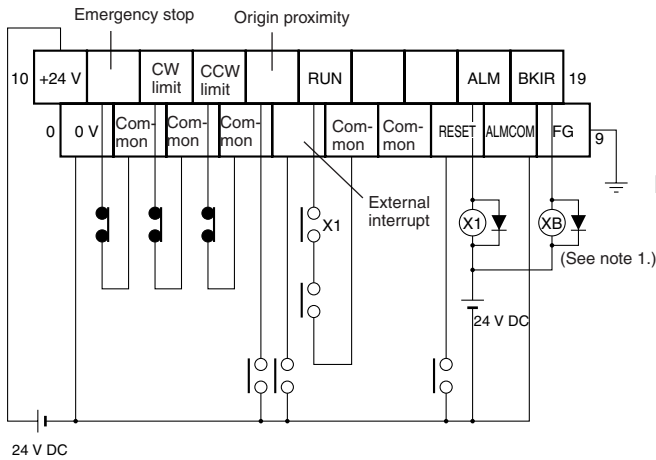 Emergency stop
Origin proximity
10
+24 V
CW
limit
CCW
limit
RUN
ALM
BKIR
19
0
0 V
Com-
mon
Com-
mon
Com-
mon
Com-
mon
Com-
mon
RESET
ALMCOM
FG
9
External
interrupt
X1
X1
XB
(See note 1.)
24 V DC
24 V DC